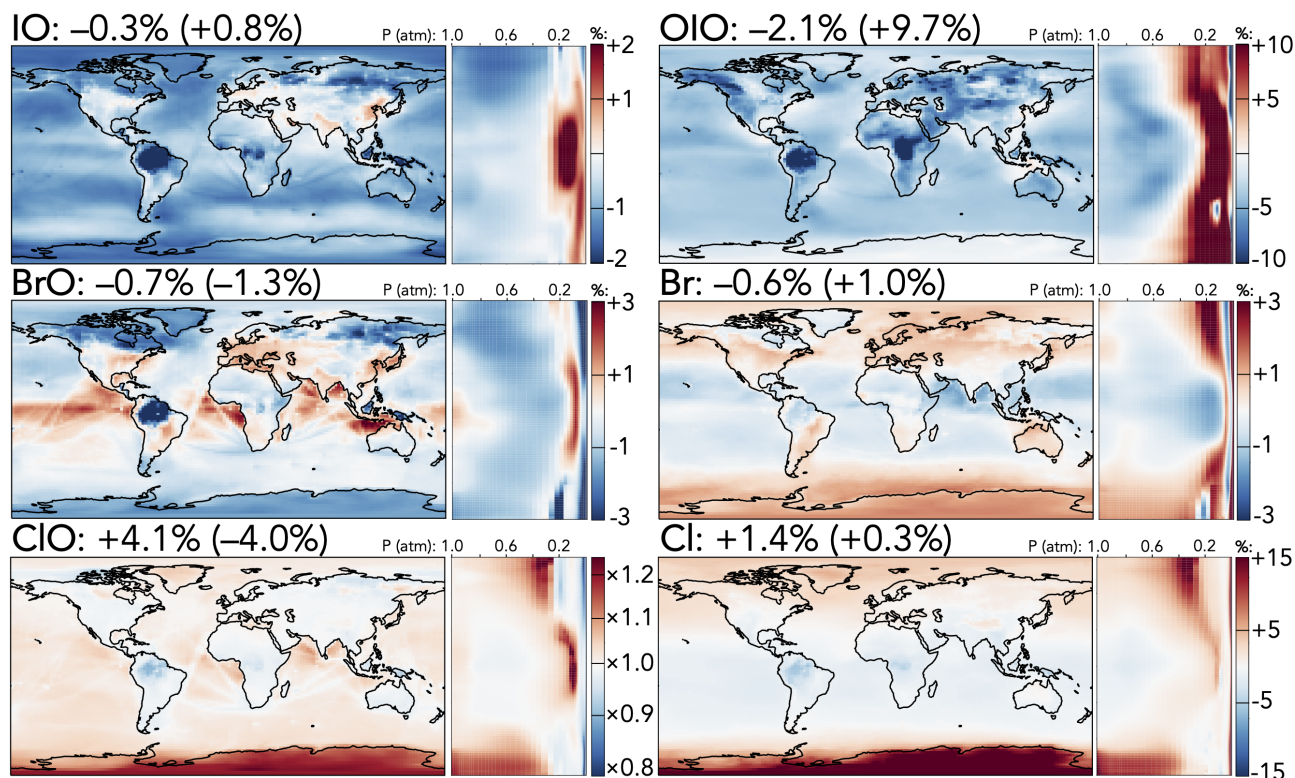 IO: –0.3% (+0.8%)
P (atm): 1.0 0.6 0.2 %:
+2
+1
-1
-2
OIO: –2.1% (+9.7%)
P (atm): 1.0 0.6 0.2 %:
+10
+5
-5
-10
BrO: –0.7% (–1.3%)
P (atm): 1.0 0.6 0.2 %:
+3
+1
-1
-3
Br: –0.6% (+1.0%)
P (atm): 1.0 0.6 0.2 %:
+3
+1
-1
-3
ClO: +4.1% (–4.0%)
P (atm): 1.0 0.6 0.2
×1.2
×1.1
×1.0
×0.9
×0.8
Cl: +1.4% (+0.3%)
P (atm): 1.0 0.6 0.2 %:
+15
+5
-5
-15